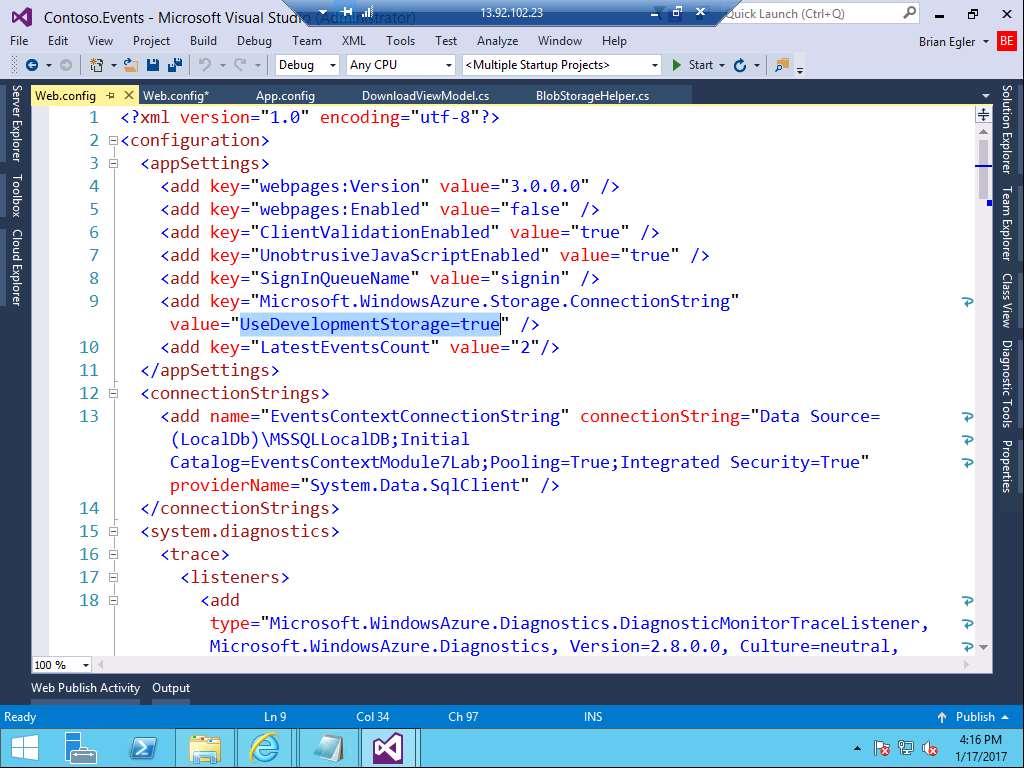 Contoso.Events - Microsoft Visual Studio (Administrator)
13.92.102.23
Quick Launch (Ctrl+Q)
File Edit View Project Build Debug Team XML Tools Test Analyze Window Help
Brian Egler BE
Debug Any CPU <Multiple Startup Projects> Start
Web.config Web.config* App.config DownloadViewModel.cs BlobStorageHelper.cs
Server Explorer
Toolbox
Cloud Explorer
1 <?xml version="1.0" encoding="utf-8"?>
2 <configuration>
3 <appSettings>
4 <add key="webpages:Version" value="3.0.0.0" />
5 <add key="webpages:Enabled" value="false" />
6 <add key="ClientValidationEnabled" value="true" />
7 <add key="UnobtrusiveJavaScriptEnabled" value="true" />
8 <add key="SignInQueueName" value="signin" />
9 <add key="Microsoft.WindowsAzure.Storage.ConnectionString"
value="UseDevelopmentStorage=true" />
10 <add key="LatestEventsCount" value="2"/>
11 </appSettings>
12 <connectionStrings>
13 <add name="EventsContextConnectionString" connectionString="Data Source=
(LocalDb)\MSSQLLocalDB;Initial
Catalog=EventsContextModule7Lab;Pooling=True;Integrated Security=True"
providerName="System.Data.SqlClient" />
14 </connectionStrings>
15 <system.diagnostics>
16 <trace>
17 <listeners>
18 <add
type="Microsoft.WindowsAzure.Diagnostics.DiagnosticMonitorTraceListener,
Microsoft.WindowsAzure.Diagnostics, Version=2.8.0.0, Culture=neutral,
Solution Explorer
Team Explorer
Class View
Diagnostic Tools
Properties
100 %
Web Publish Activity Output
Ready Ln 9 Col 34 Ch 97 INS Publish
4:16 PM
1/17/2017